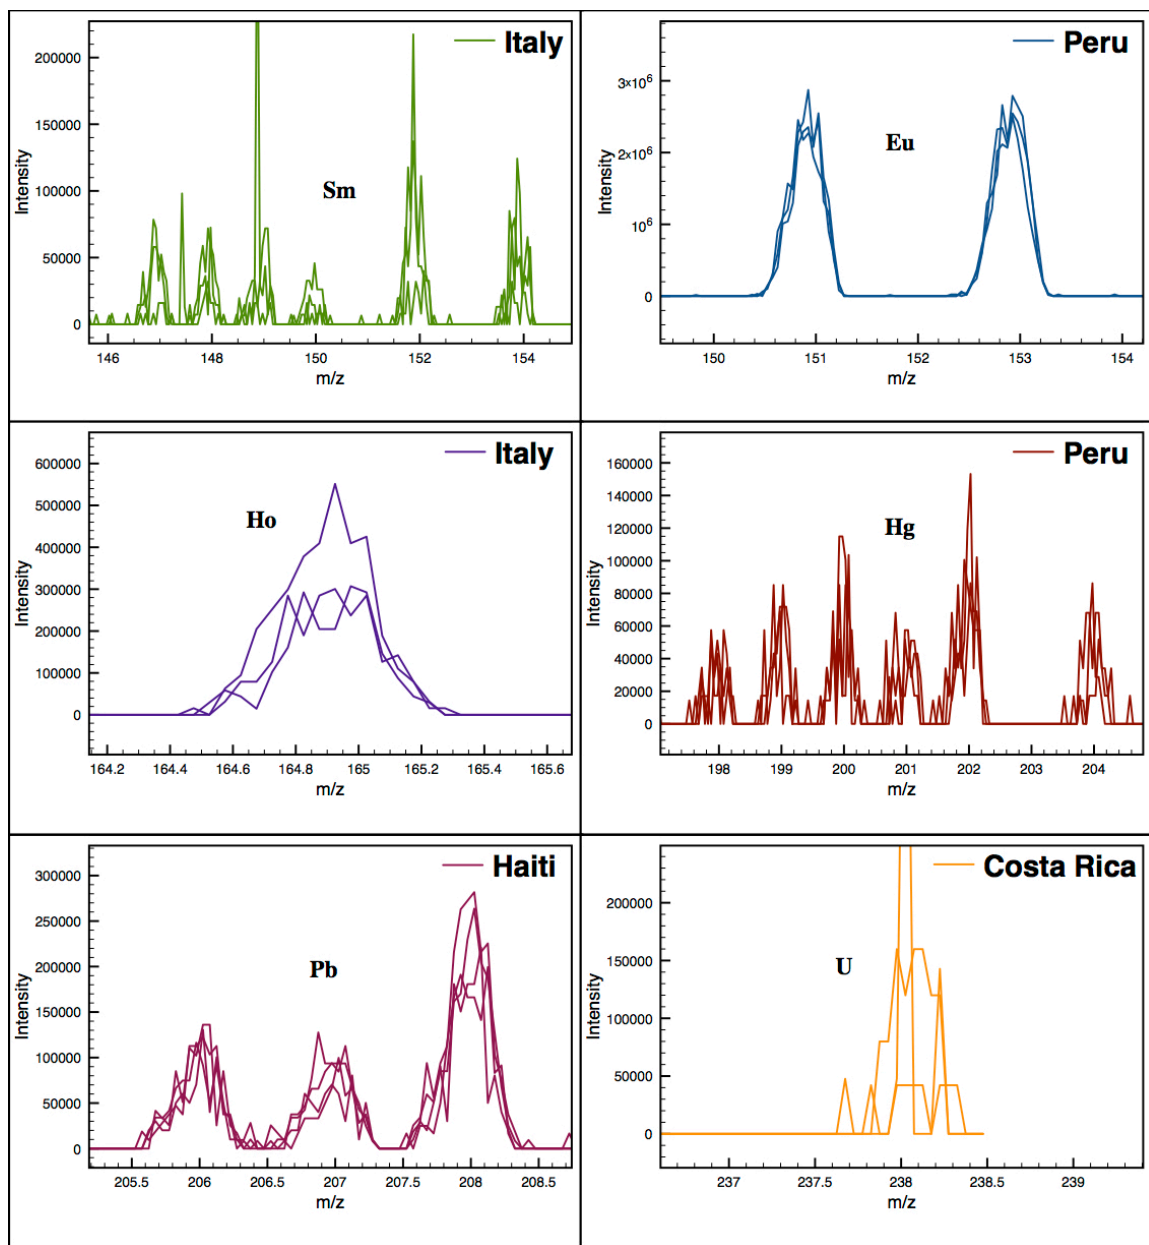 Italy
200000
150000
100000
50000
0
Intensity
Sm
146 148 150 152 154
m/z
Peru
3×10⁶
2×10⁶
10⁶
0
Intensity
Eu
150 151 152 153 154
m/z
Italy
600000
500000
400000
300000
200000
100000
0
Intensity
Ho
164.2 164.4 164.6 164.8 165 165.2 165.4 165.6
m/z
Peru
160000
140000
120000
100000
80000
60000
40000
20000
0
Intensity
Hg
198 199 200 201 202 203 204
m/z
Haiti
300000
250000
200000
150000
100000
50000
0
Intensity
Pb
205.5 206 206.5 207 207.5 208 208.5
m/z
Costa Rica
200000
150000
100000
50000
0
Intensity
U
237 237.5 238 238.5 239
m/z